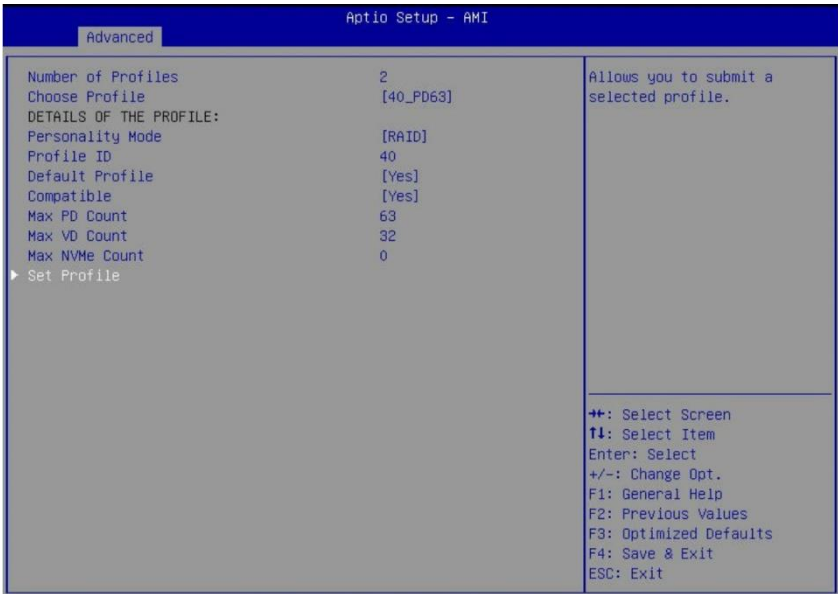 Aptio Setup – AMI
Advanced
Number of Profiles 2
Choose Profile [40_PD63]
DETAILS OF THE PROFILE:
Personality Mode [RAID]
Profile ID 40
Default Profile [Yes]
Compatible [Yes]
Max PD Count 63
Max VD Count 32
Max NVMe Count 0
Set Profile
Allows you to submit a
selected profile.
→←: Select Screen
↑↓: Select Item
Enter: Select
+/-: Change Opt.
F1: General Help
F2: Previous Values
F3: Optimized Defaults
F4: Save & Exit
ESC: Exit